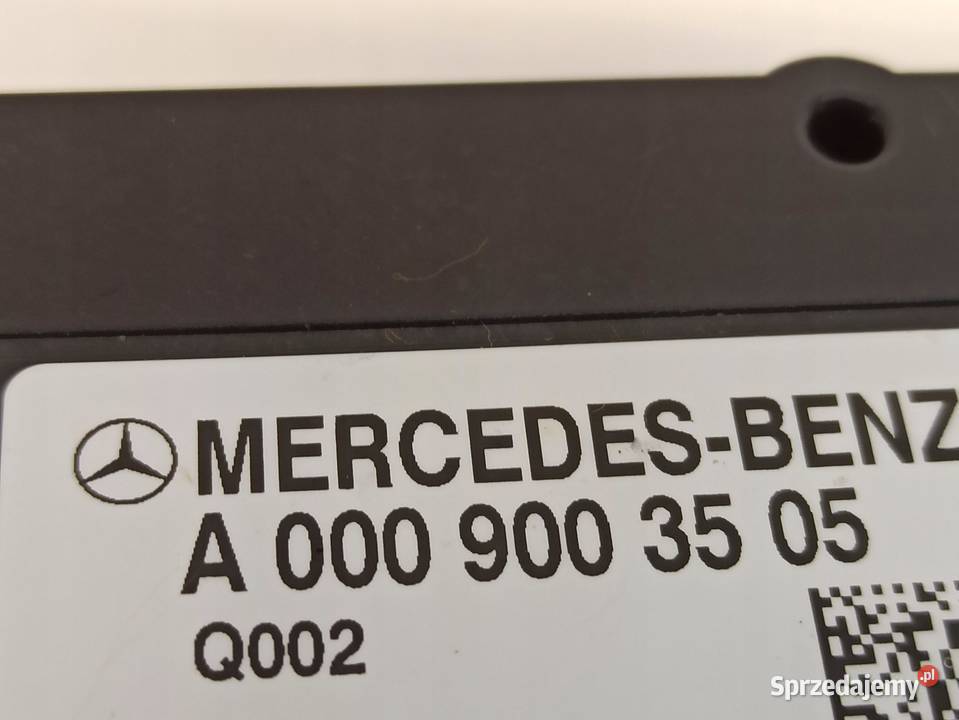 MERCEDES-BENZ
A 000 900 35 05
Q002
Sprzedajemy.pl